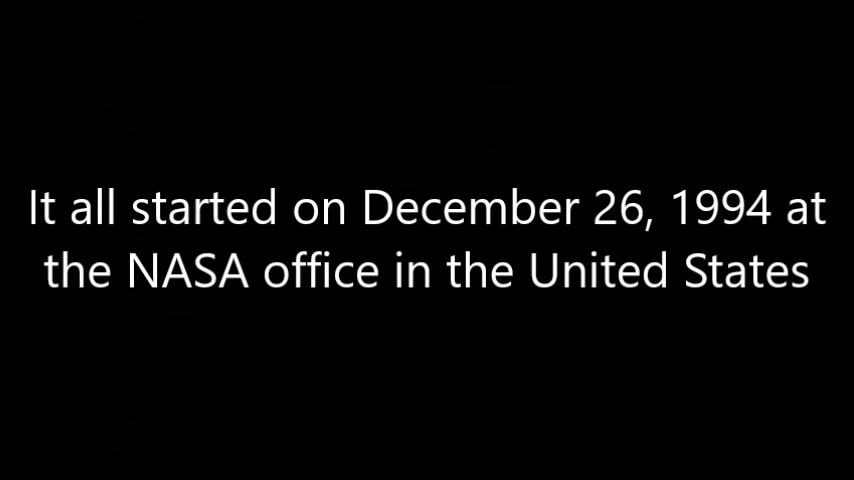 It all started on December 26, 1994 at
the NASA office in the United States